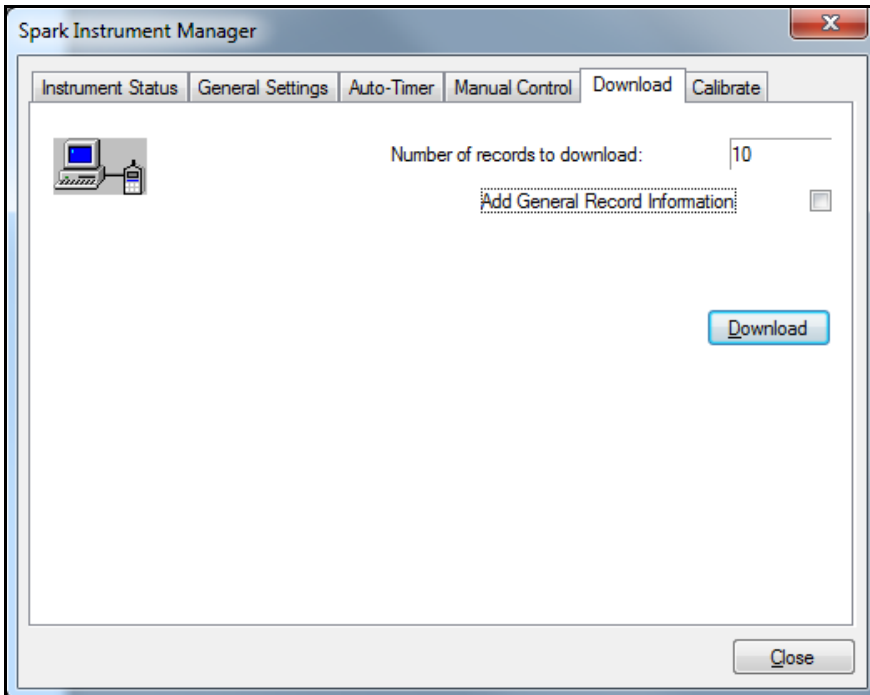 Spark Instrument Manager
Instrument Status General Settings Auto-Timer Manual Control Download Calibrate
Number of records to download: 10
Add General Record Information
Download
Close